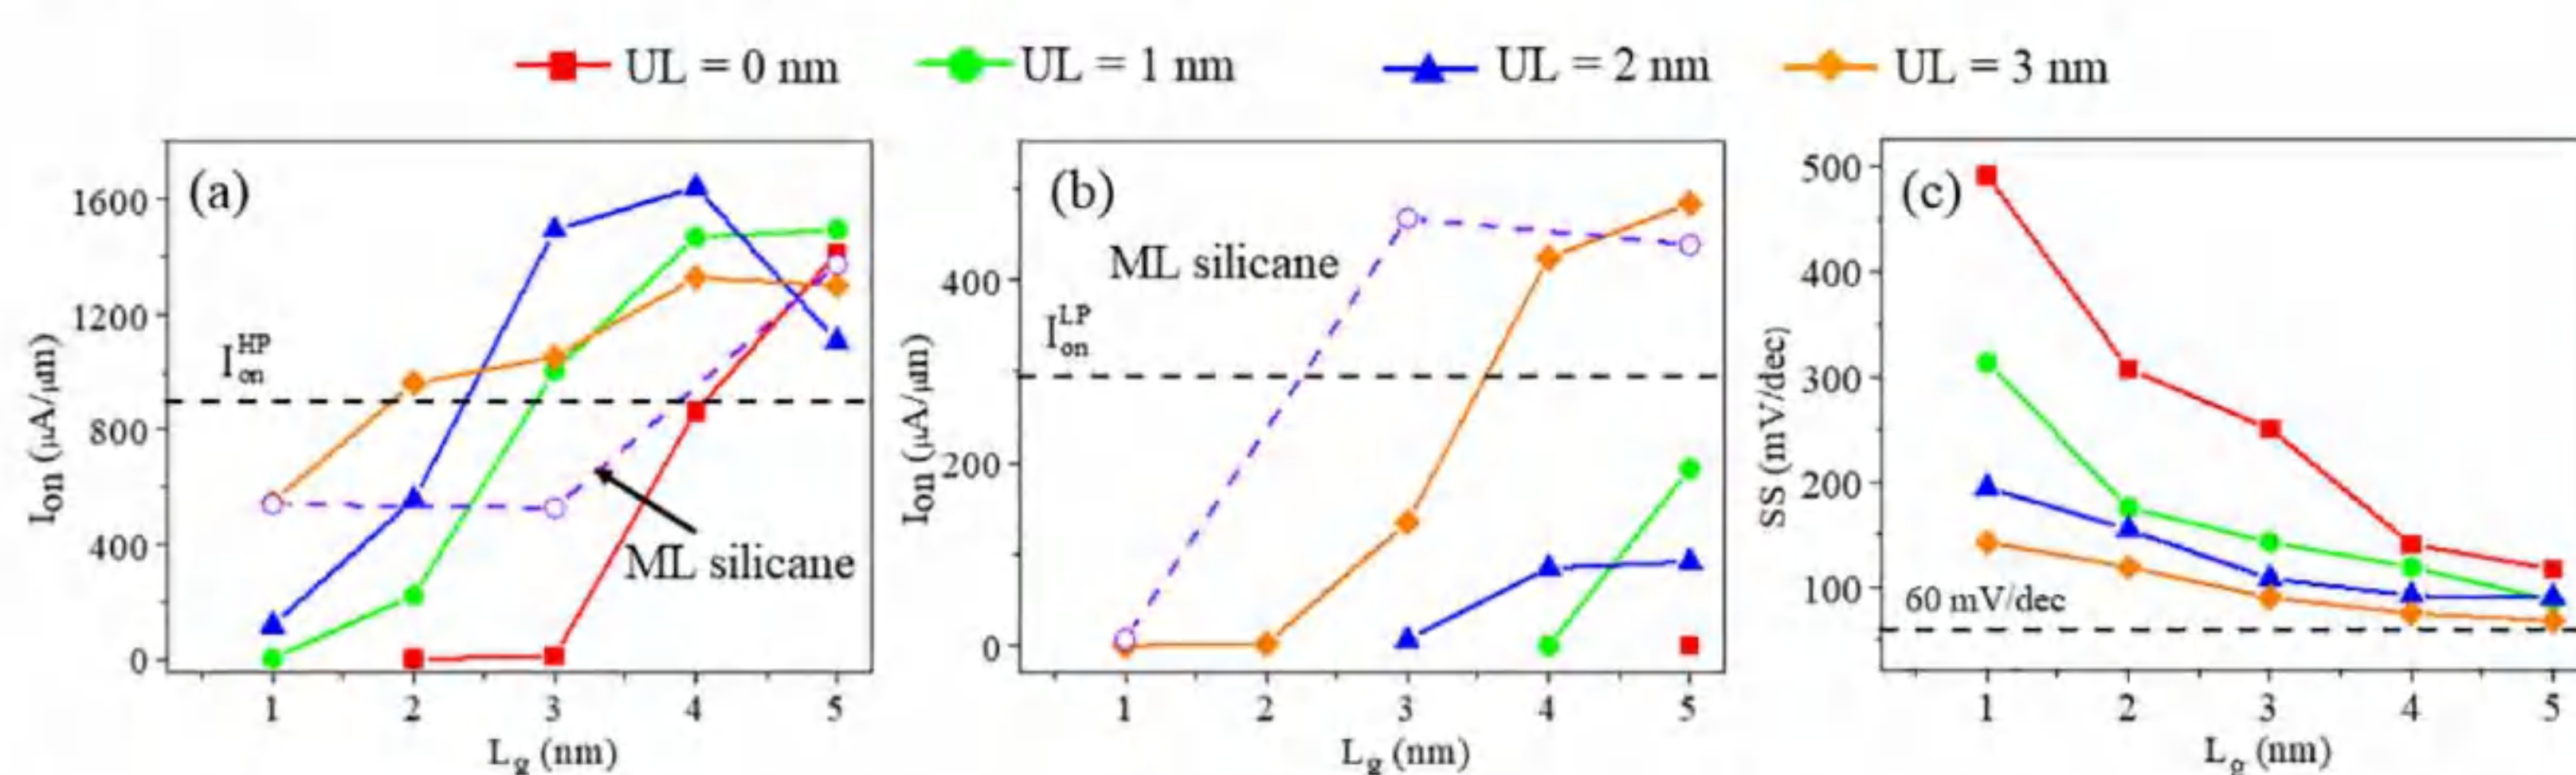 UL = 0 nm UL = 1 nm UL = 2 nm UL = 3 nm
(a)
1600
1200
800
400
0
I_on^HP
ML silicane
I_on (μA/μm)
1 2 3 4 5
L_g (nm)
(b)
400
200
0
ML silicane
I_on^LP
I_on (μA/μm)
1 2 3 4 5
L_g (nm)
(c)
500
400
300
200
100
60 mV/dec
SS (mV/dec)
1 2 3 4 5
L_g (nm)